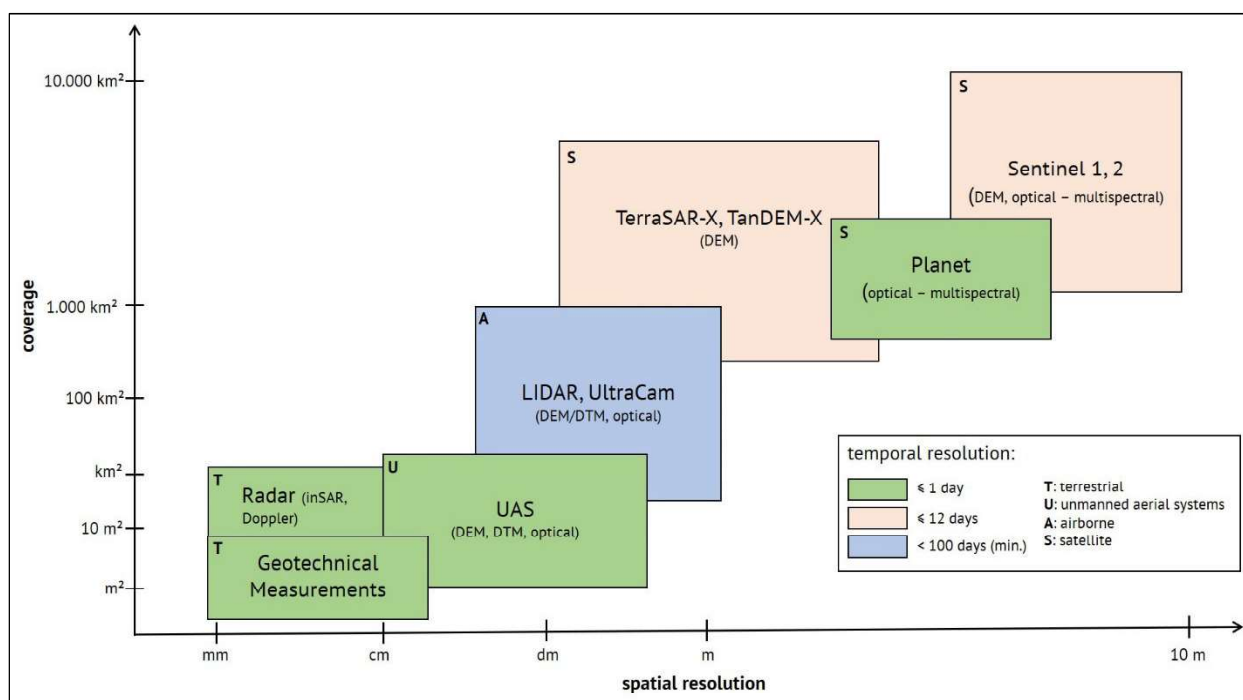 10.000 km²
1.000 km²
100 km²
km²
10 m²
m²
coverage
S
Sentinel 1, 2
(DEM, optical – multispectral)
S
TerraSAR-X, TanDEM-X
(DEM)
S
Planet
(optical – multispectral)
A
LIDAR, UltraCam
(DEM/DTM, optical)
U
UAS
(DEM, DTM, optical)
T
Radar (inSAR,
Doppler)
T
Geotechnical
Measurements
temporal resolution:
⩽ 1 day
⩽ 12 days
< 100 days (min.)
T: terrestrial
U: unmanned aerial systems
A: airborne
S: satellite
mm
cm
dm
m
10 m
spatial resolution